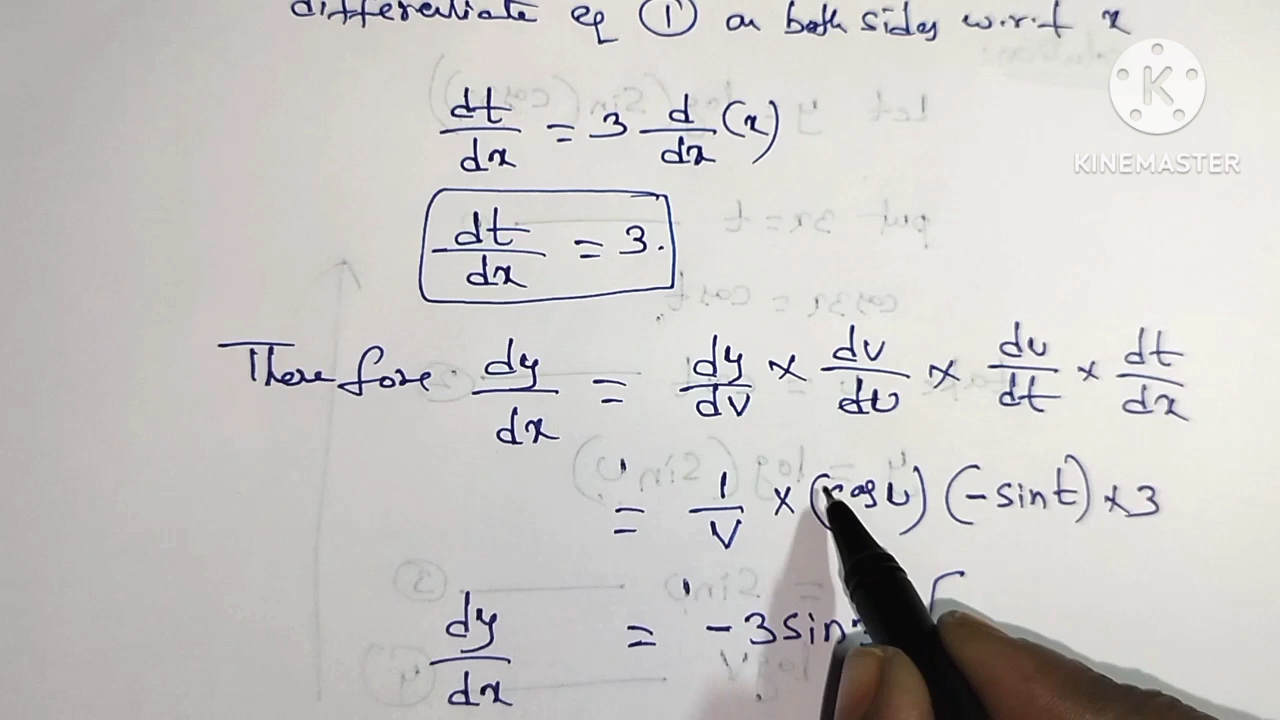 differentiate eq ① on both sides w.r.t x
dt/dx = 3 d/dx (x)
K
KINEMASTER
dt/dx = 3.
Therefore dy/dx = dy/dv × dv/du × du/dt × dt/dx
= 1/v × (cos u) (-sint) × 3
dy/dx = -3sin